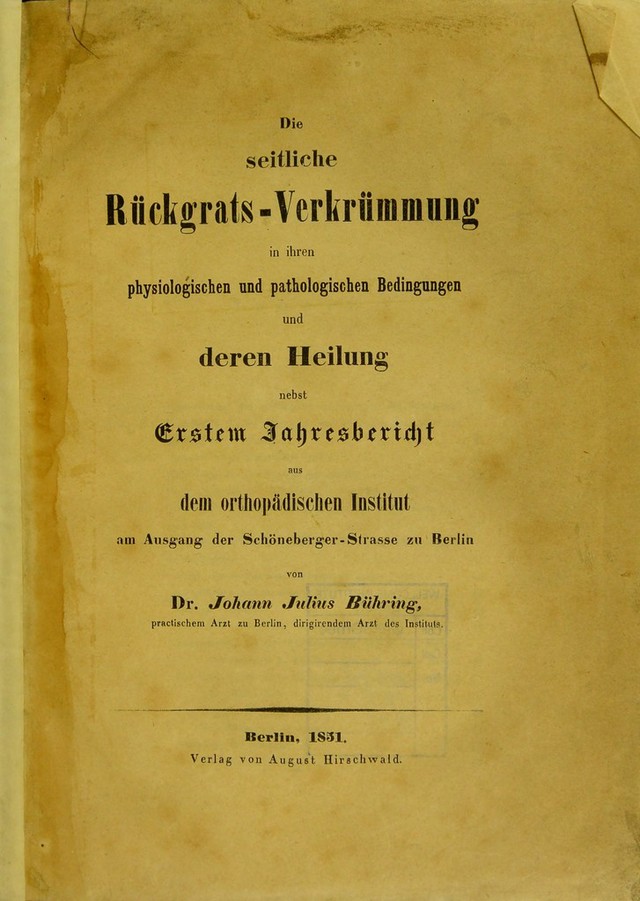 Die
seitliche
Rückgrats-Verkrümmung
in ihren
physiologischen und pathologischen Bedingungen
und
deren Heilung
nebst
Erstem Jahresbericht
aus
dem orthopädischen Institut
am Ausgang der Schöneberger-Strasse zu Berlin
von
Dr. Johann Julius Bühring,
practischem Arzt zu Berlin, dirigirendem Arzt des Instituts.
Berlin, 1851.
Verlag von August Hirschwald.